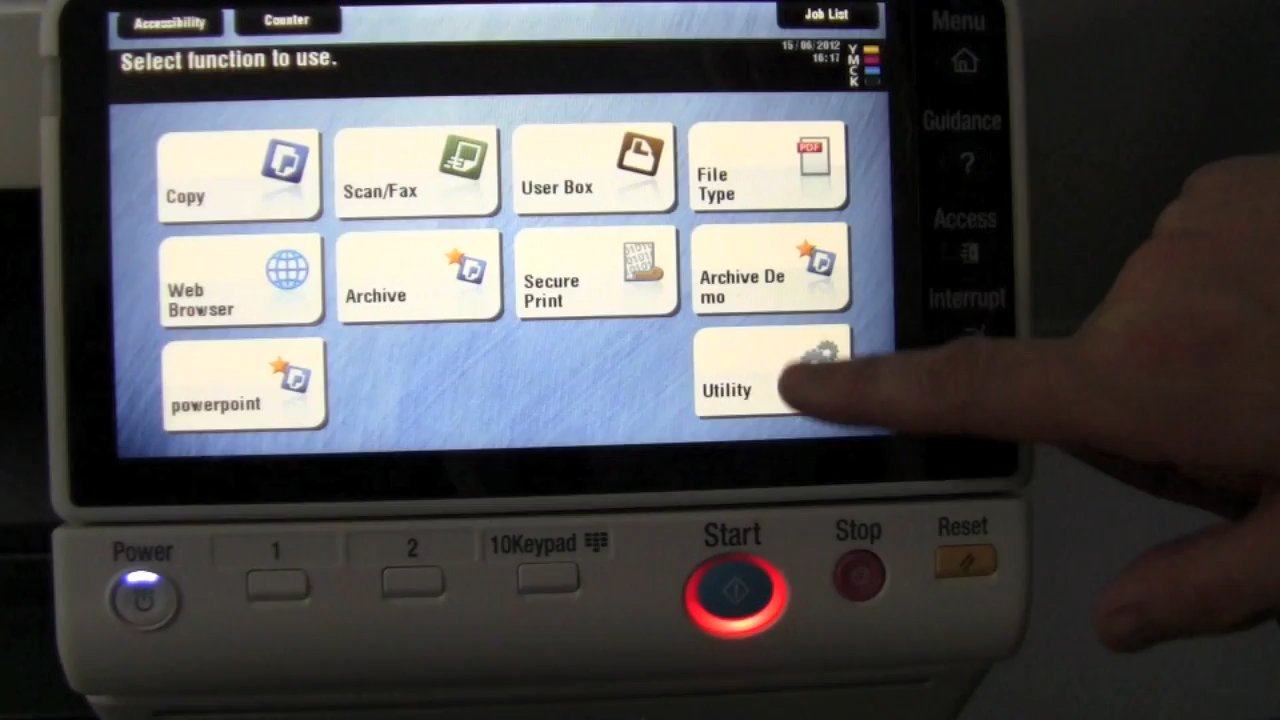 Accessibility
Counter
Job List
Menu
Select function to use.
15/06/2012
16:17
Y
M
C
K
Guidance
?
Copy
Scan/Fax
User Box
PDF
File
Type
Access
Web
Browser
Archive
Secure
Print
Archive De
mo
Interrupt
powerpoint
Utility
Power
1
2
10Keypad
Start
Stop
Reset